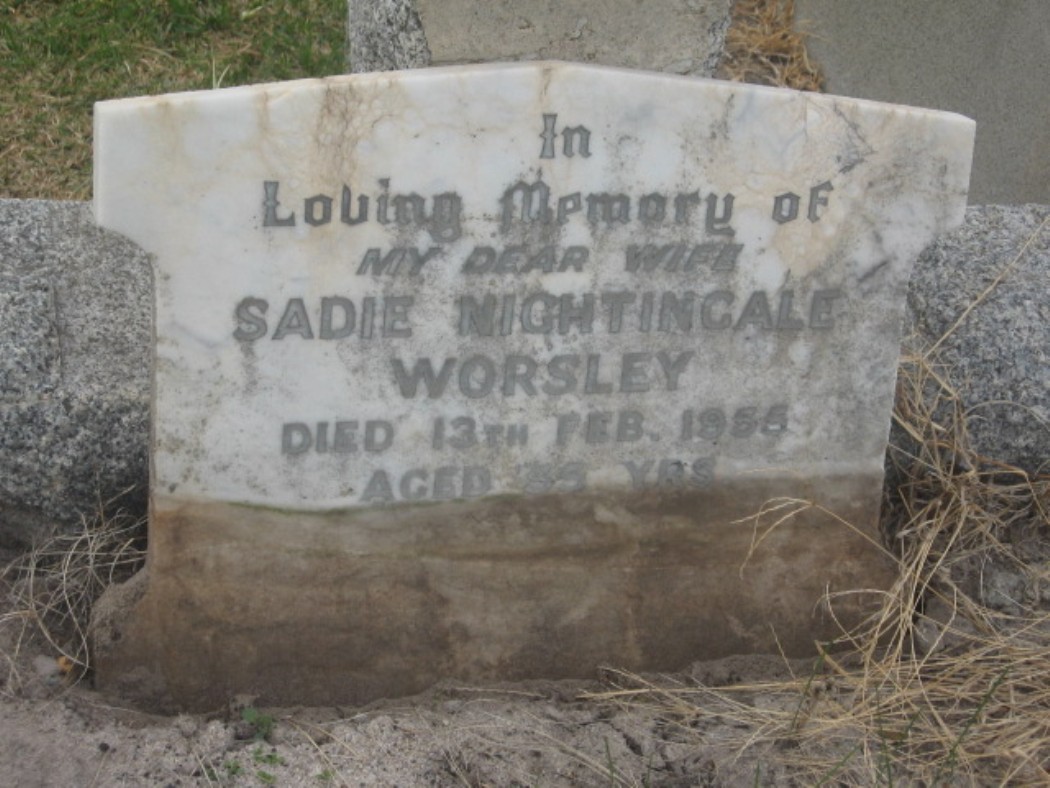 In
Loving Memory of
MY DEAR WIFE
SADIE NIGHTINGALE
WORSLEY
DIED 13TH FEB. 1955
AGED YRS